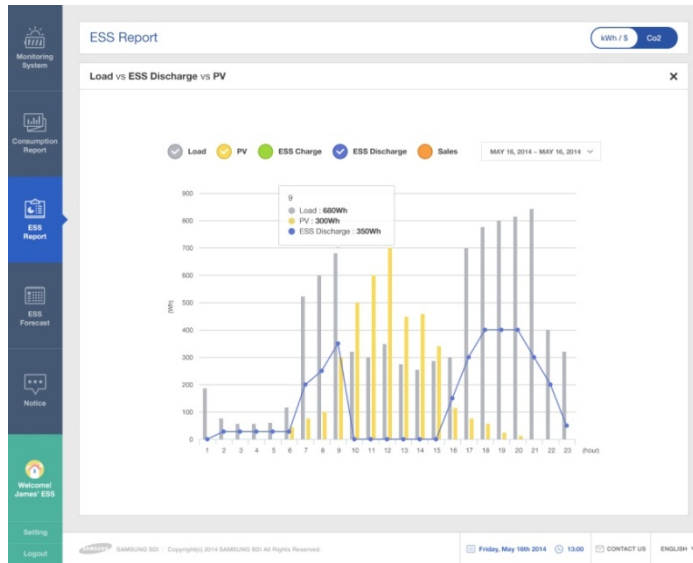 ESS Report
kWh / $
Co2
Monitoring
System
Consumption
Report
ESS
Report
ESS
Forecast
Notice
Welcome!
James' ESS
Setting
Logout
Load vs ESS Discharge vs PV
Load
PV
ESS Charge
ESS Discharge
Sales
MAY 16, 2014 – MAY 16, 2014
9
Load : 680Wh
PV : 300Wh
ESS Discharge : 350Wh
(Wh)
900
800
700
600
500
400
300
200
100
0
1 2 3 4 5 6 7 8 9 10 11 12 13 14 15 16 17 18 19 20 21 22 23 (hour)
SAMSUNG
SAMSUNG SDI : Copyright(c) 2014 SAMSUNG SDI All Rights Reserved.
Friday, May 16th 2014
13:00
CONTACT US
ENGLISH